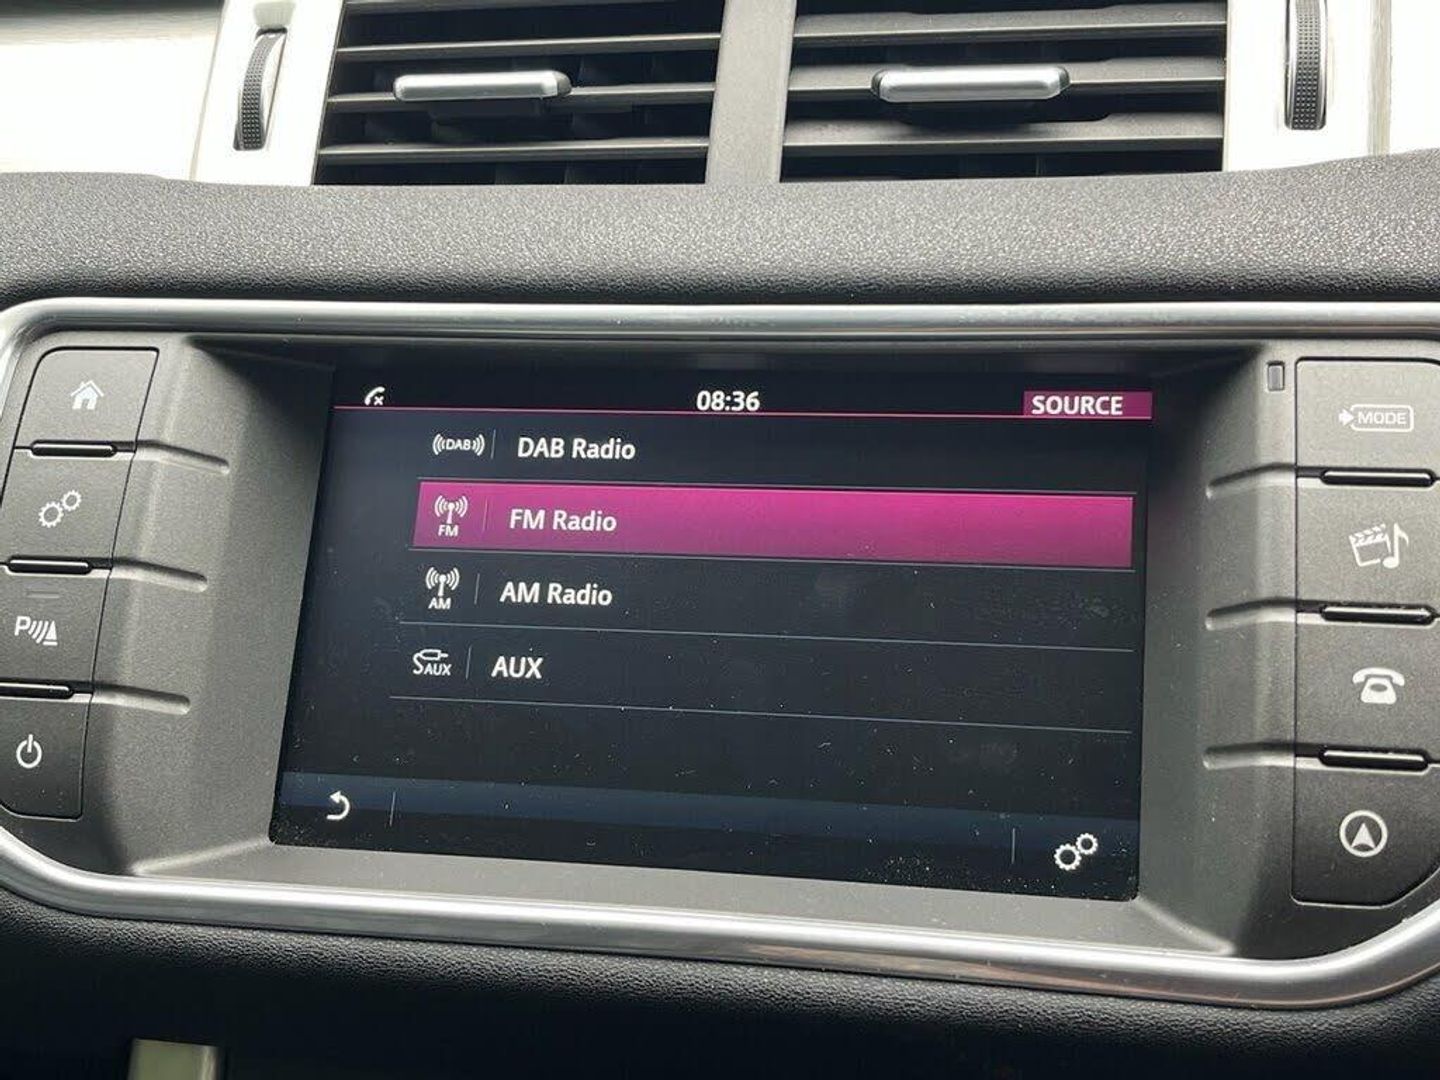 08:36
SOURCE
DAB
DAB Radio
FM
FM Radio
AM
AM Radio
AUX
AUX
MODE
P